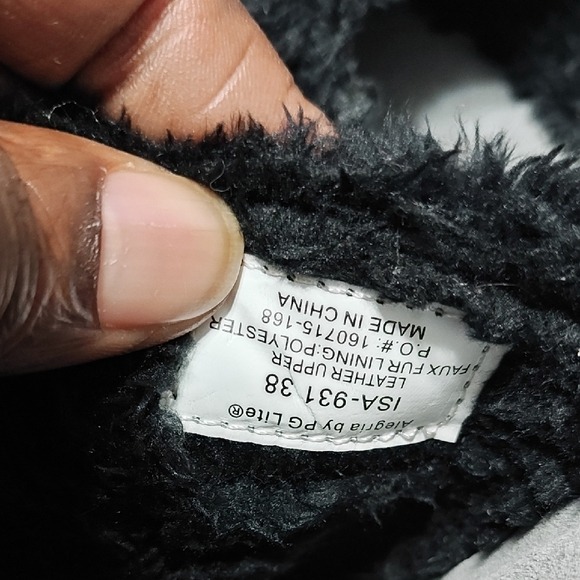 Alegria by PG Lite®
ISA-931 38
LEATHER UPPER
FAUX FUR LINING:POLYESTER
P.O.#: 160715-168
MADE IN CHINA